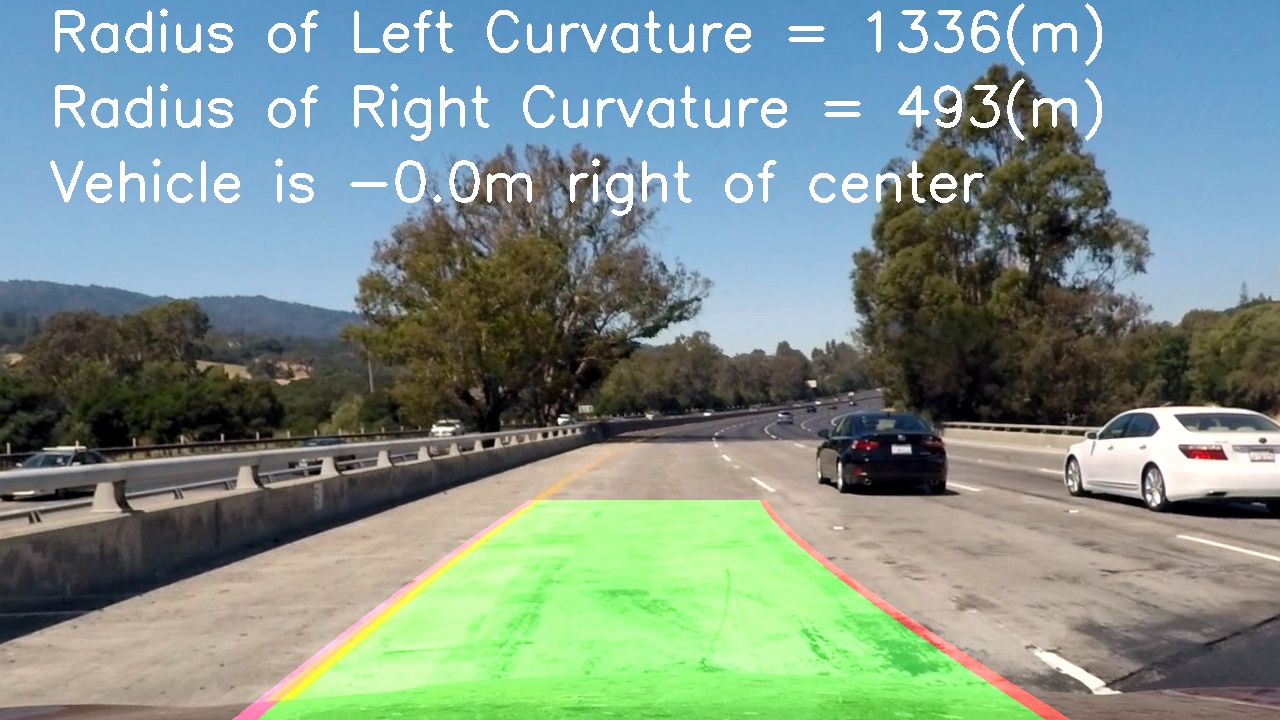 Radius of Left Curvature = 1336(m)
Radius of Right Curvature = 493(m)
Vehicle is -0.0m right of center